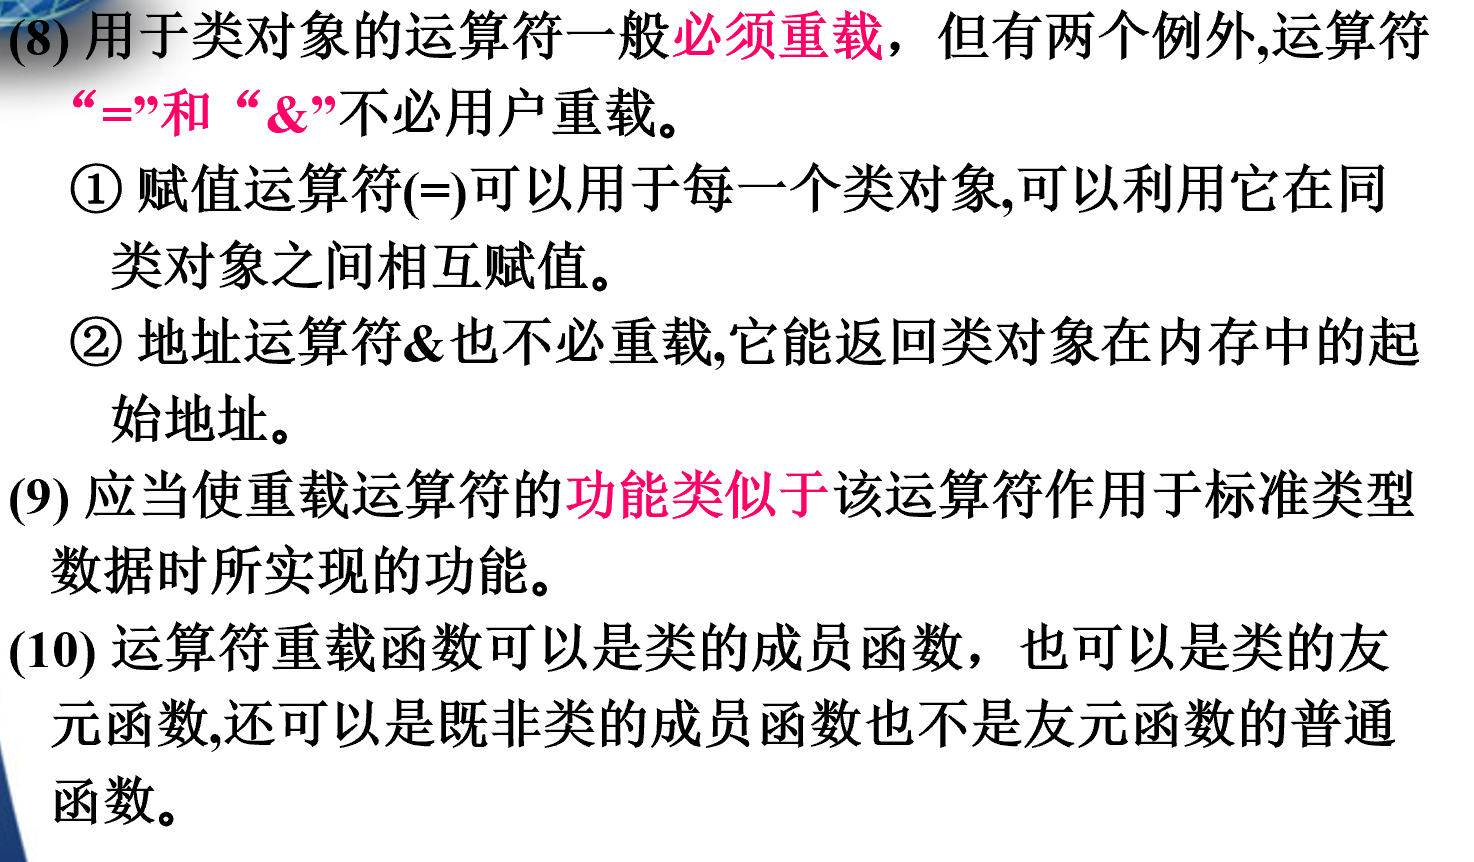 (8) 用于类对象的运算符一般必须重载，但有两个例外,运算符
“=”和“&”不必用户重载。
① 赋值运算符(=)可以用于每一个类对象,可以利用它在同
类对象之间相互赋值。
② 地址运算符&也不必重载,它能返回类对象在内存中的起
始地址。
(9) 应当使重载运算符的功能类似于该运算符作用于标准类型
数据时所实现的功能。
(10) 运算符重载函数可以是类的成员函数，也可以是类的友
元函数,还可以是既非类的成员函数也不是友元函数的普通
函数。